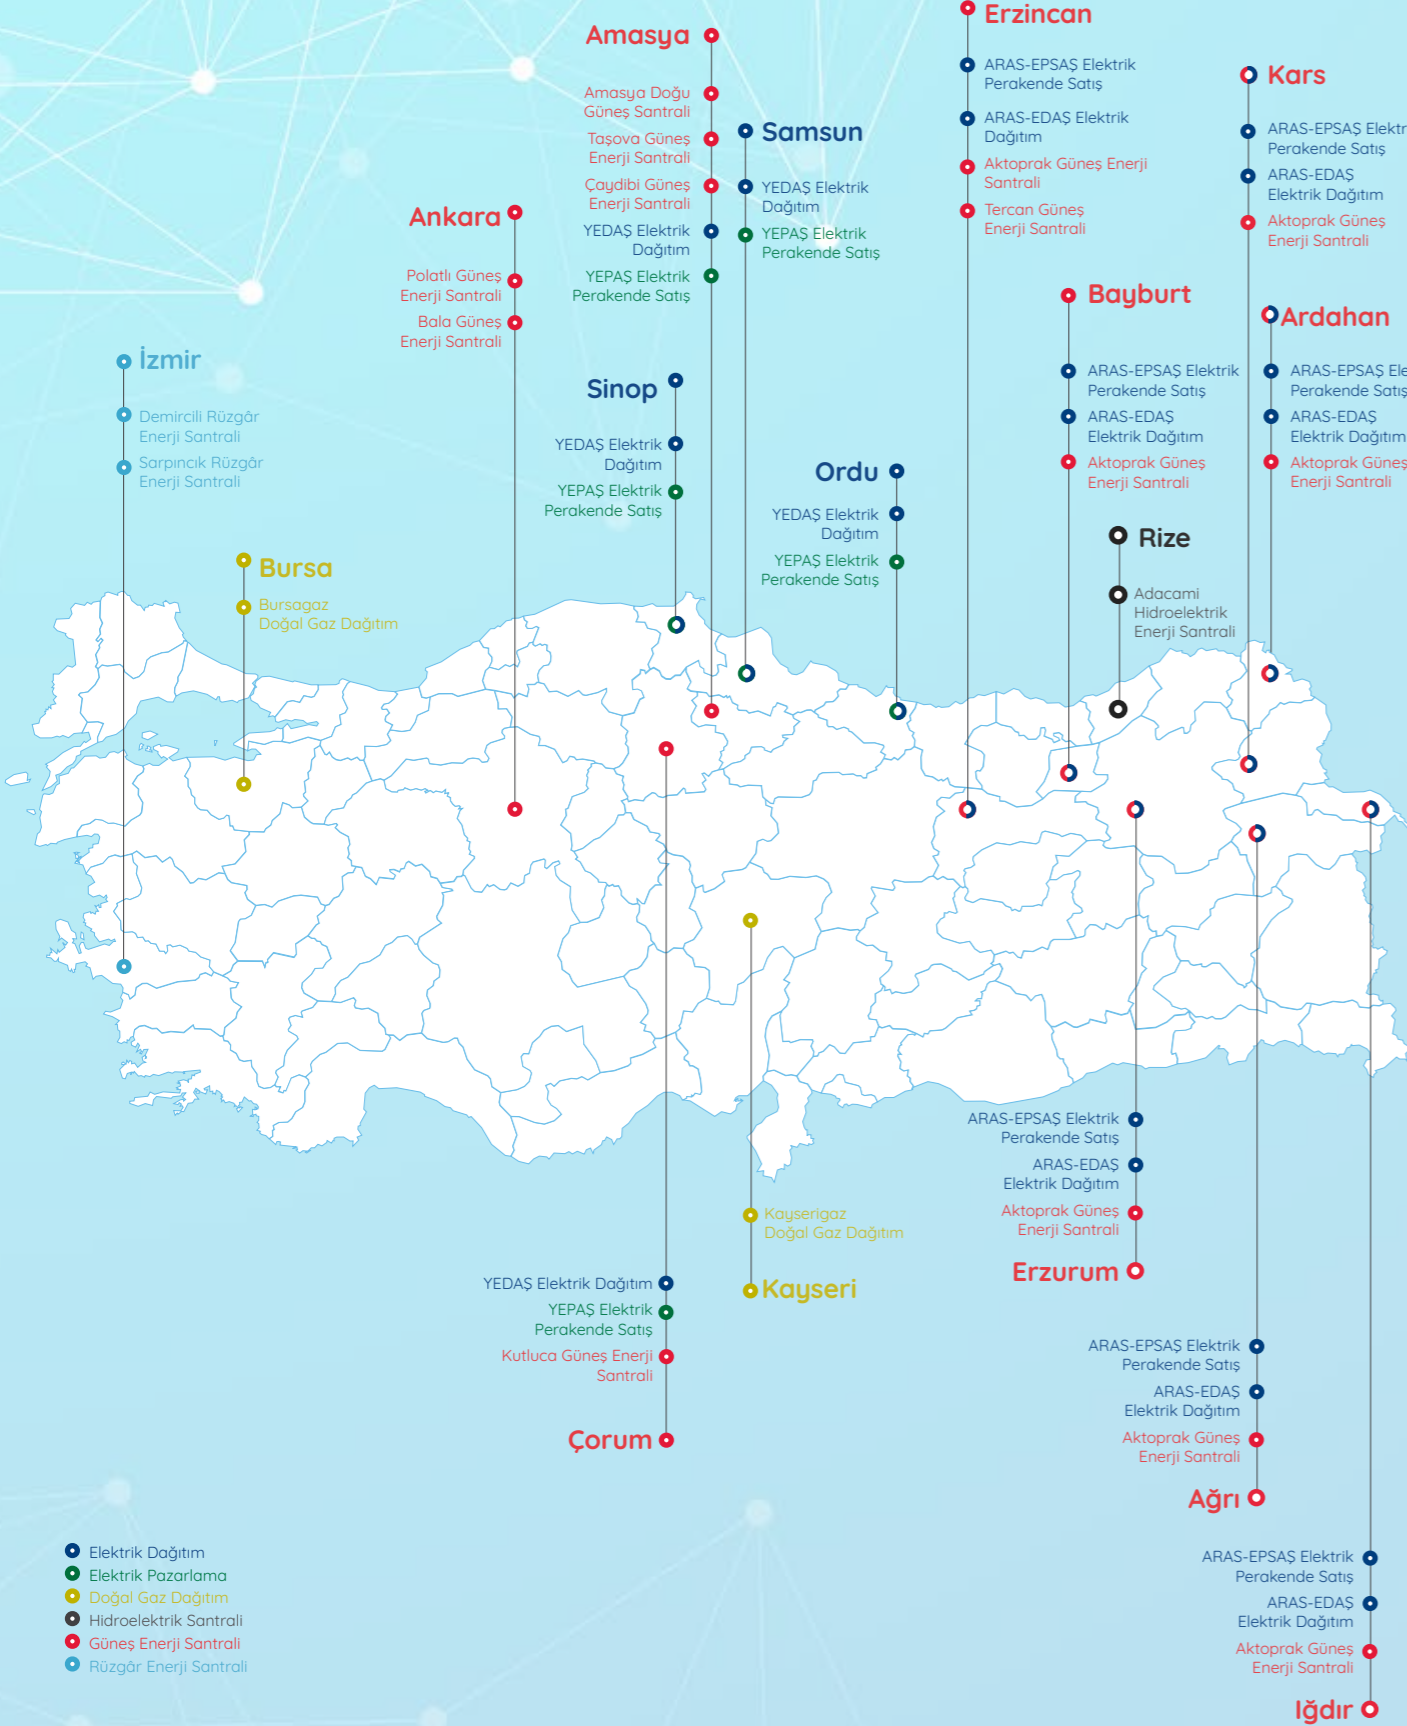 Erzincan
ARAS-EPSAŞ Elektrik
Perakende Satış
ARAS-EDAŞ Elektrik
Dağıtım
Aktoprak Güneş Enerji
Santrali
Tercan Güneş
Enerji Santrali
Amasya
Amasya Doğu
Güneş Santrali
Taşova Güneş
Enerji Santrali
Çaydibi Güneş
Enerji Santrali
YEDAŞ Elektrik
Dağıtım
YEPAŞ Elektrik
Perakende Satış
Kars
ARAS-EPSAŞ Elektr
Perakende Satış
ARAS-EDAŞ
Elektrik Dağıtım
Aktoprak Güneş
Enerji Santrali
Samsun
YEDAŞ Elektrik
Dağıtım
YEPAŞ Elektrik
Perakende Satış
Ankara
Polatlı Güneş
Enerji Santrali
Bala Güneş
Enerji Santrali
Bayburt
ARAS-EPSAŞ Elektrik
Perakende Satış
ARAS-EDAŞ
Elektrik Dağıtım
Aktoprak Güneş
Enerji Santrali
Ardahan
ARAS-EPSAŞ Ele
Perakende Satış
ARAS-EDAŞ
Elektrik Dağıtım
Aktoprak Güneş
Enerji Santrali
İzmir
Demircili Rüzgâr
Enerji Santrali
Sarpıncık Rüzgâr
Enerji Santrali
Sinop
YEDAŞ Elektrik
Dağıtım
YEPAŞ Elektrik
Perakende Satış
Ordu
YEDAŞ Elektrik
Dağıtım
YEPAŞ Elektrik
Perakende Satış
Rize
Adacami
Hidroelektrik
Enerji Santrali
Bursa
Bursagaz
Doğal Gaz Dağıtım
ARAS-EPSAŞ Elektrik
Perakende Satış
ARAS-EDAŞ
Elektrik Dağıtım
Aktoprak Güneş
Enerji Santrali
Erzurum
Kayserigaz
Doğal Gaz Dağıtım
Kayseri
YEDAŞ Elektrik Dağıtım
YEPAŞ Elektrik
Perakende Satış
Kutluca Güneş Enerji
Santrali
Çorum
ARAS-EPSAŞ Elektrik
Perakende Satış
ARAS-EDAŞ
Elektrik Dağıtım
Aktoprak Güneş
Enerji Santrali
Ağrı
ARAS-EPSAŞ Elektrik
Perakende Satış
ARAS-EDAŞ
Elektrik Dağıtım
Aktoprak Güneş
Enerji Santrali
Iğdır
Elektrik Dağıtım
Elektrik Pazarlama
Doğal Gaz Dağıtım
Hidroelektrik Santrali
Güneş Enerji Santrali
Rüzgâr Enerji Santrali